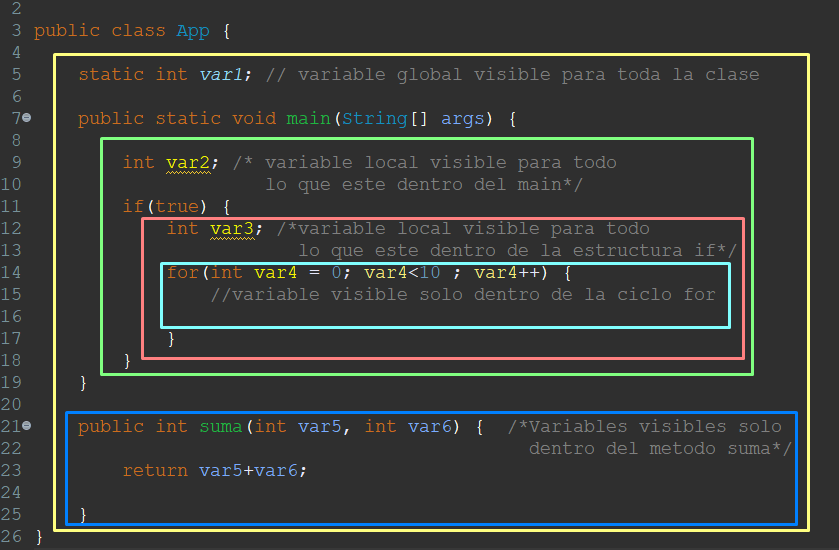 2
3 public class App {
4
5 static int var1; // variable global visible para toda la clase
6
7 public static void main(String[] args) {
8
9 int var2; /* variable local visible para todo
10 lo que este dentro del main*/
11 if(true) {
12 int var3; /*variable local visible para todo
13 lo que este dentro de la estructura if*/
14 for(int var4 = 0; var4<10 ; var4++) {
15 //variable visible solo dentro de la ciclo for
16
17 }
18 }
19 }
20
21 public int suma(int var5, int var6) { /*Variables visibles solo
22 dentro del metodo suma*/
23 return var5+var6;
24
25 }
26 }